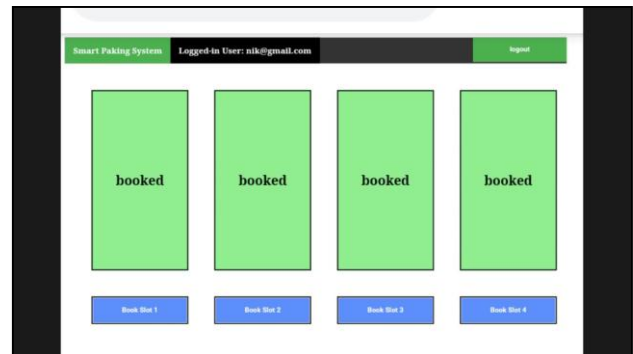 Smart Paking System Logged-in User: nik@gmail.com logout
booked booked booked booked
Book Slot 1 Book Slot 2 Book Slot 3 Book Slot 4